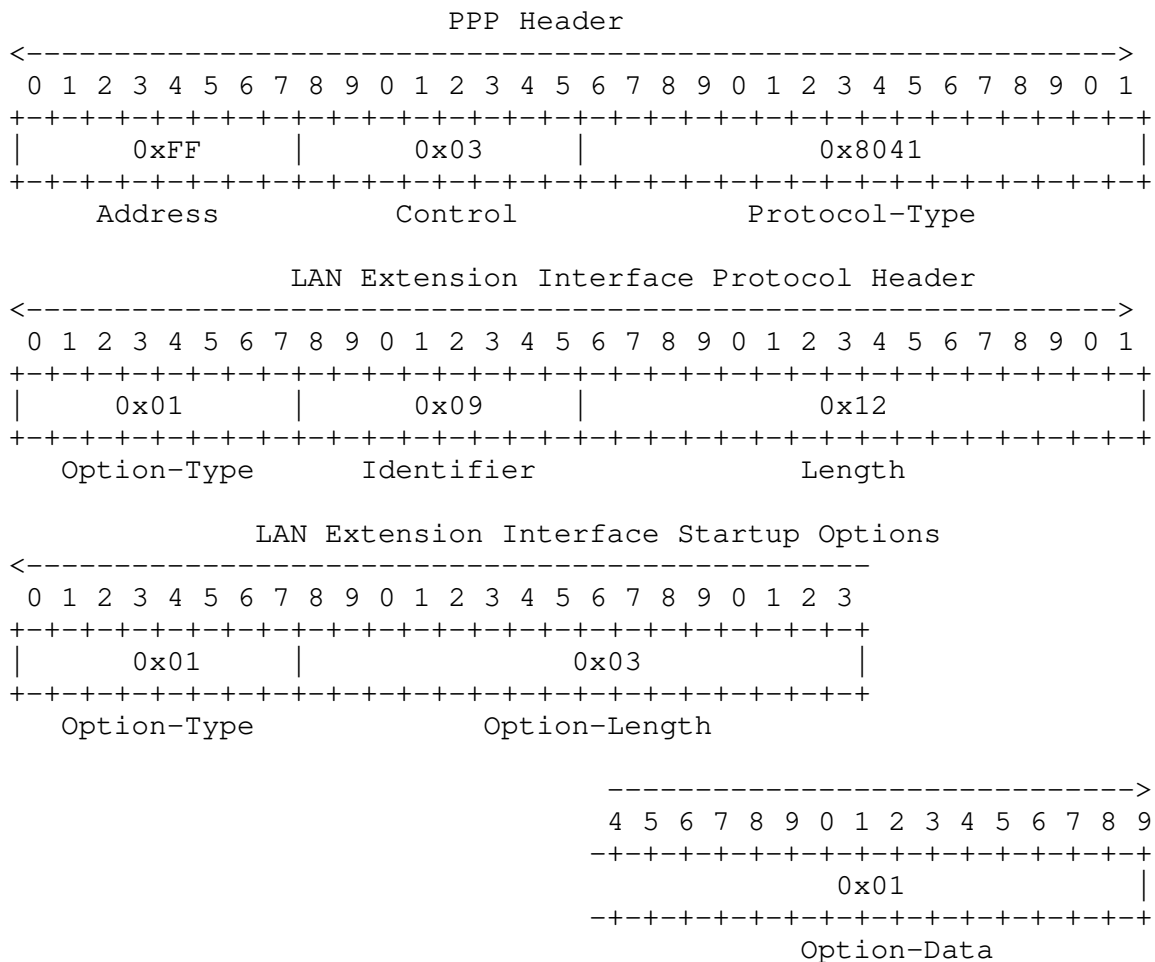 PPP Header
<-------------------------------------------------------------->
0 1 2 3 4 5 6 7 8 9 0 1 2 3 4 5 6 7 8 9 0 1 2 3 4 5 6 7 8 9 0 1
+-+-+-+-+-+-+-+-+-+-+-+-+-+-+-+-+-+-+-+-+-+-+-+-+-+-+-+-+-+-+-+-+
| 0xFF | 0x03 | 0x8041 |
+-+-+-+-+-+-+-+-+-+-+-+-+-+-+-+-+-+-+-+-+-+-+-+-+-+-+-+-+-+-+-+-+
Address Control Protocol-Type
LAN Extension Interface Protocol Header
<-------------------------------------------------------------->
0 1 2 3 4 5 6 7 8 9 0 1 2 3 4 5 6 7 8 9 0 1 2 3 4 5 6 7 8 9 0 1
+-+-+-+-+-+-+-+-+-+-+-+-+-+-+-+-+-+-+-+-+-+-+-+-+-+-+-+-+-+-+-+-+
| 0x01 | 0x09 | 0x12 |
+-+-+-+-+-+-+-+-+-+-+-+-+-+-+-+-+-+-+-+-+-+-+-+-+-+-+-+-+-+-+-+-+
Option-Type Identifier Length
LAN Extension Interface Startup Options
<------------------------------------------------
0 1 2 3 4 5 6 7 8 9 0 1 2 3 4 5 6 7 8 9 0 1 2 3
+-+-+-+-+-+-+-+-+-+-+-+-+-+-+-+-+-+-+-+-+-+-+-+-+
| 0x01 | 0x03 |
+-+-+-+-+-+-+-+-+-+-+-+-+-+-+-+-+-+-+-+-+-+-+-+-+
Option-Type Option-Length
------------------------------>
4 5 6 7 8 9 0 1 2 3 4 5 6 7 8 9
-+-+-+-+-+-+-+-+-+-+-+-+-+-+-+-+
0x01 |
-+-+-+-+-+-+-+-+-+-+-+-+-+-+-+-+
Option-Data